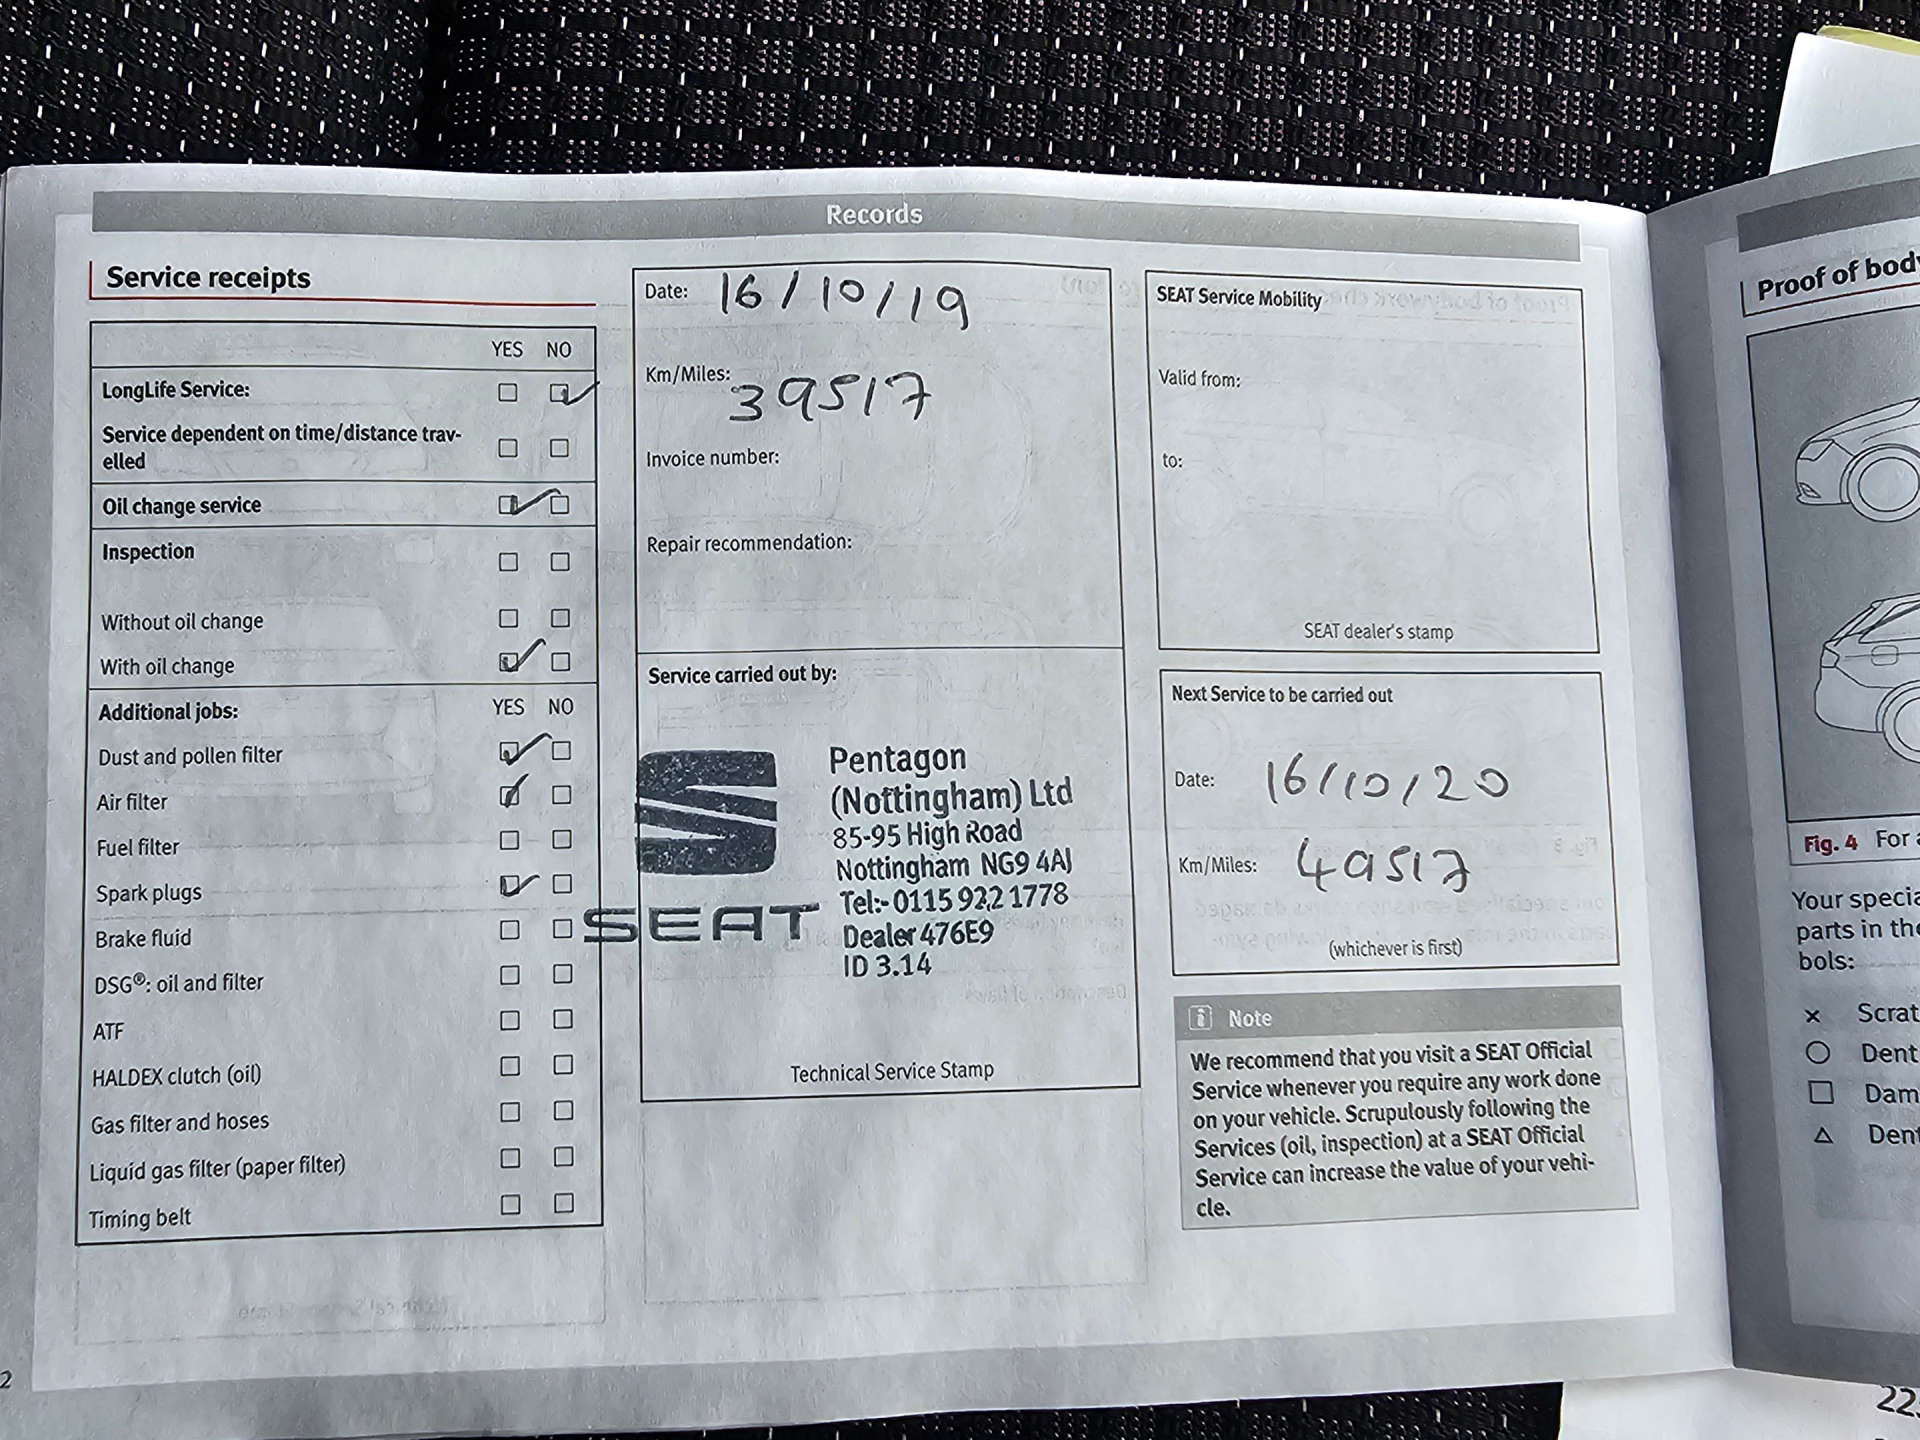 Records
Service receipts
YES NO
LongLife Service:
Service dependent on time/distance trav-
elled
Oil change service
Inspection
Without oil change
With oil change
Additional jobs: YES NO
Dust and pollen filter
Air filter
Fuel filter
Spark plugs
Brake fluid
DSG®: oil and filter
ATF
HALDEX clutch (oil)
Gas filter and hoses
Liquid gas filter (paper filter)
Timing belt
Date: 16/10/19
Km/Miles: 39517
Invoice number:
Repair recommendation:
Service carried out by:
SEAT
Pentagon
(Nottingham) Ltd
85-95 High Road
Nottingham NG9 4AJ
Tel:- 0115 922 1778
Dealer 476E9
ID 3.14
Technical Service Stamp
SEAT Service Mobility
Valid from:
to:
SEAT dealer's stamp
Next Service to be carried out
Date: 16/10/20
Km/Miles: 49517
(whichever is first)
Note
We recommend that you visit a SEAT Official
Service whenever you require any work done
on your vehicle. Scrupulously following the
Services (oil, inspection) at a SEAT Official
Service can increase the value of your vehi-
cle.
2
Proof of body
Fig. 4 For
Your specia
parts in the
bols:
× Scrat
Dent
Dam
Dent
22